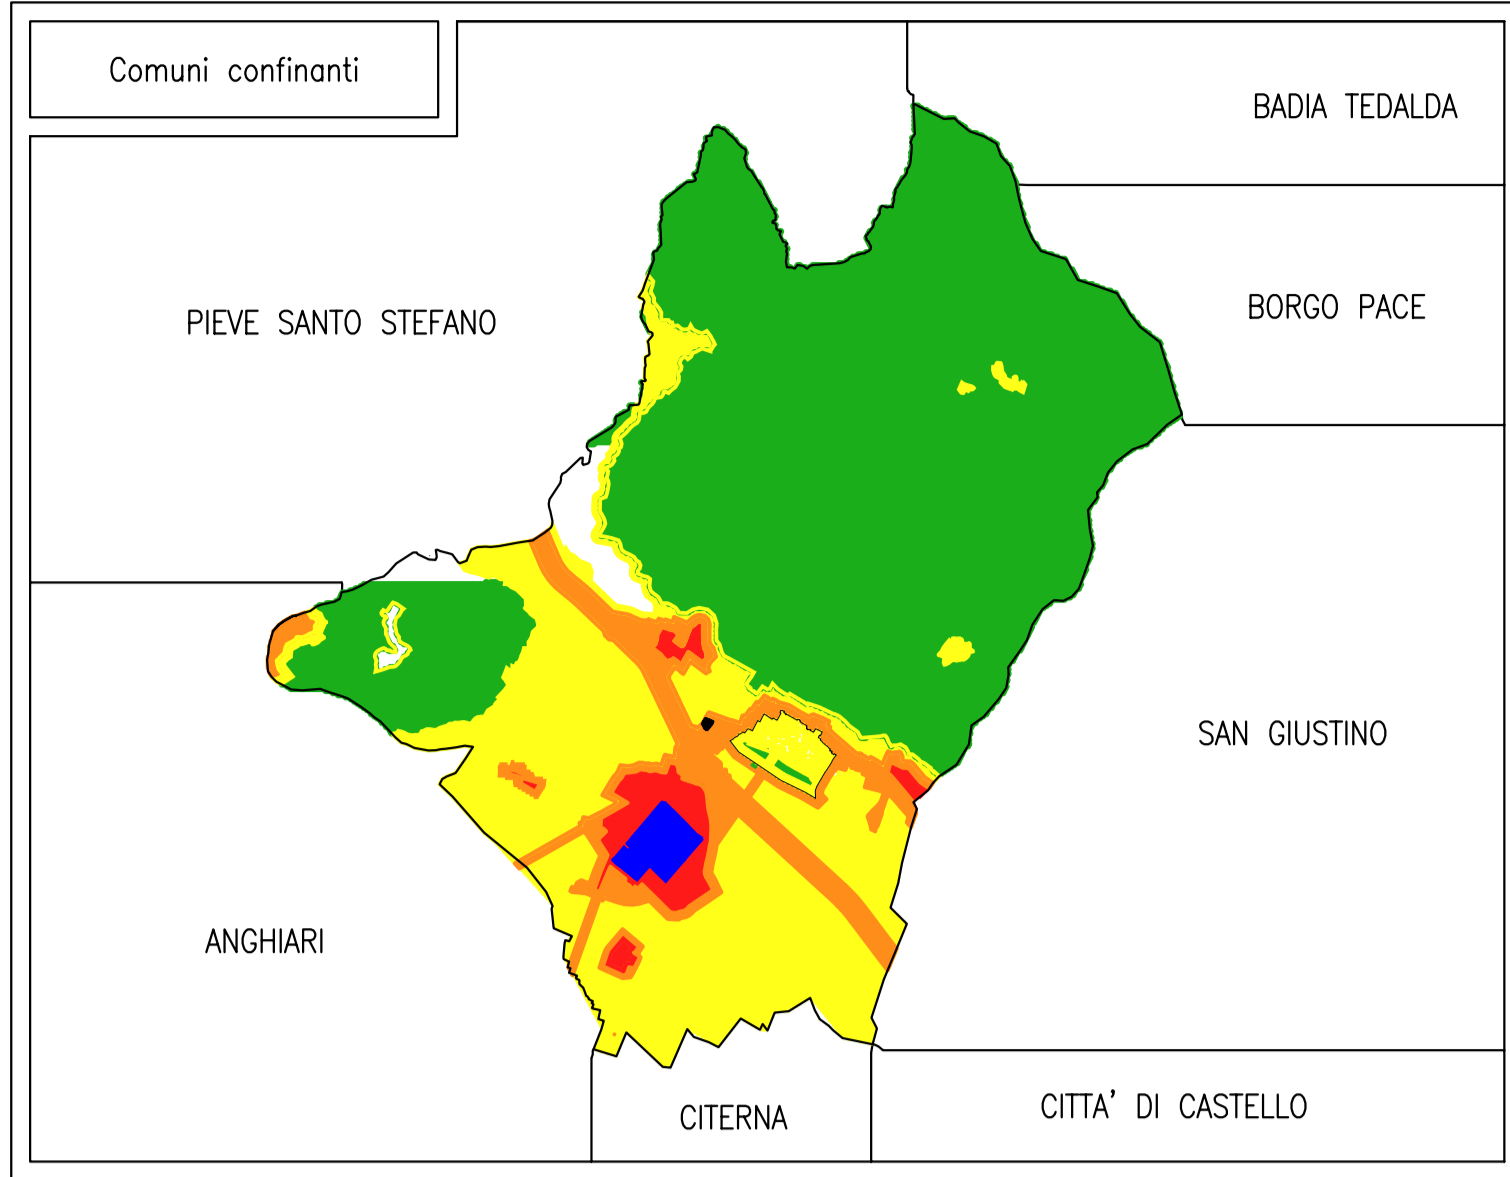 Comuni confinanti
BADIA TEDALDA
PIEVE SANTO STEFANO
BORGO PACE
SAN GIUSTINO
ANGHIARI
CITERNA
CITTA' DI CASTELLO